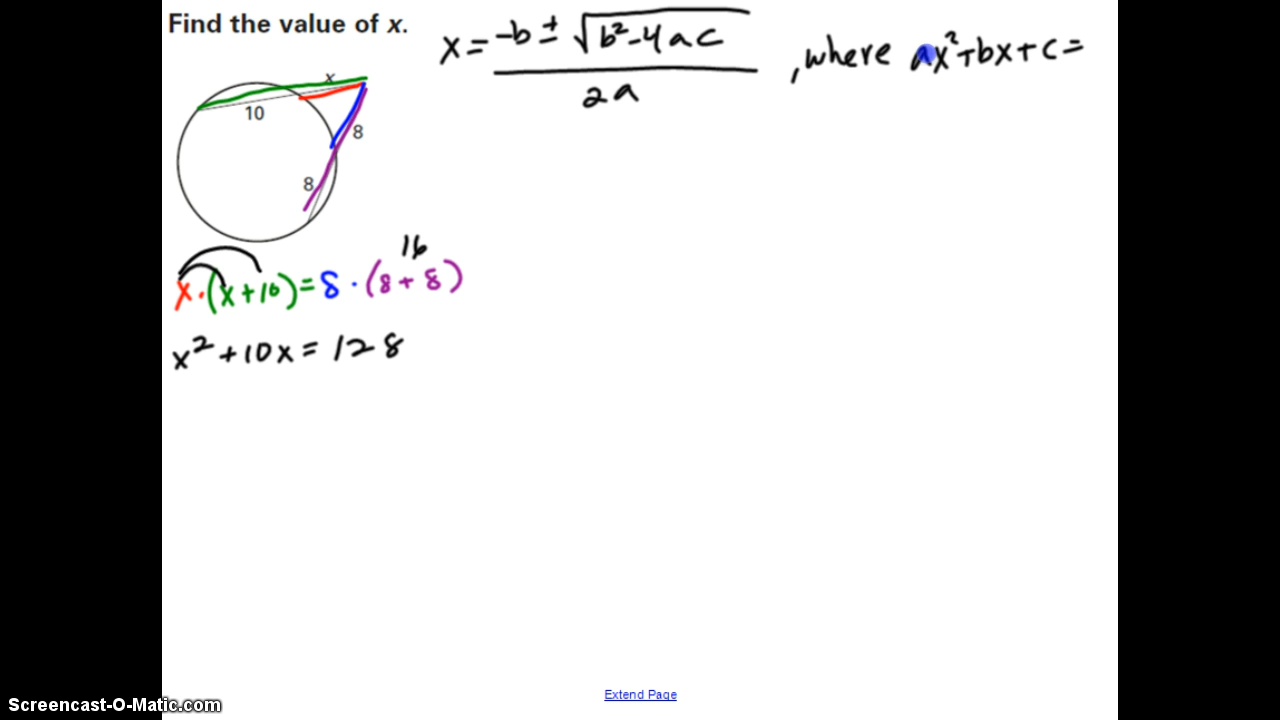 Find the value of x.
x = -b ± √b²-4ac / 2a , where ax²+bx+c=
x
10
8
8
16
x·(x+10)=8·(8+8)
x²+10x=128
Extend Page
Screencast-O-Matic.com